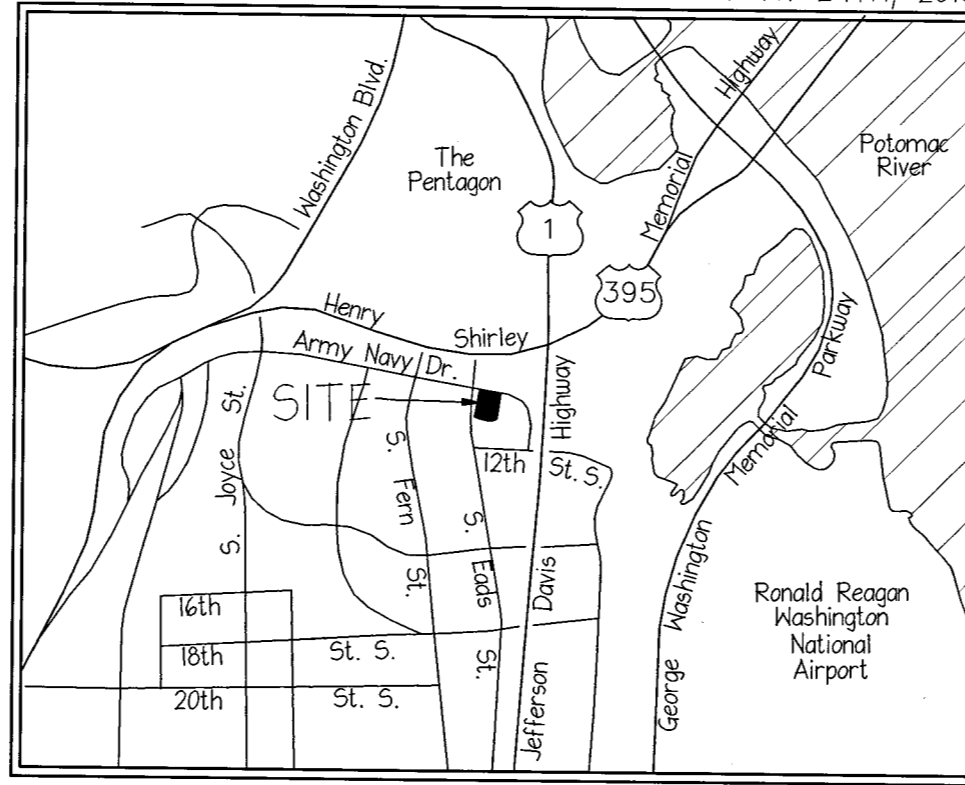 Washington Blvd.
The
Pentagon
1
Memorial
Highway
Potomac
River
395
Henry
Shirley
Highway
Army Navy Dr.
SITE
12th
St. S.
S. Joyce St.
S. Fern St.
S. Eads St.
Jefferson Davis
George Washington
Memorial
Parkway
16th
18th
St. S.
20th
St. S.
Ronald Reagan
Washington
National
Airport